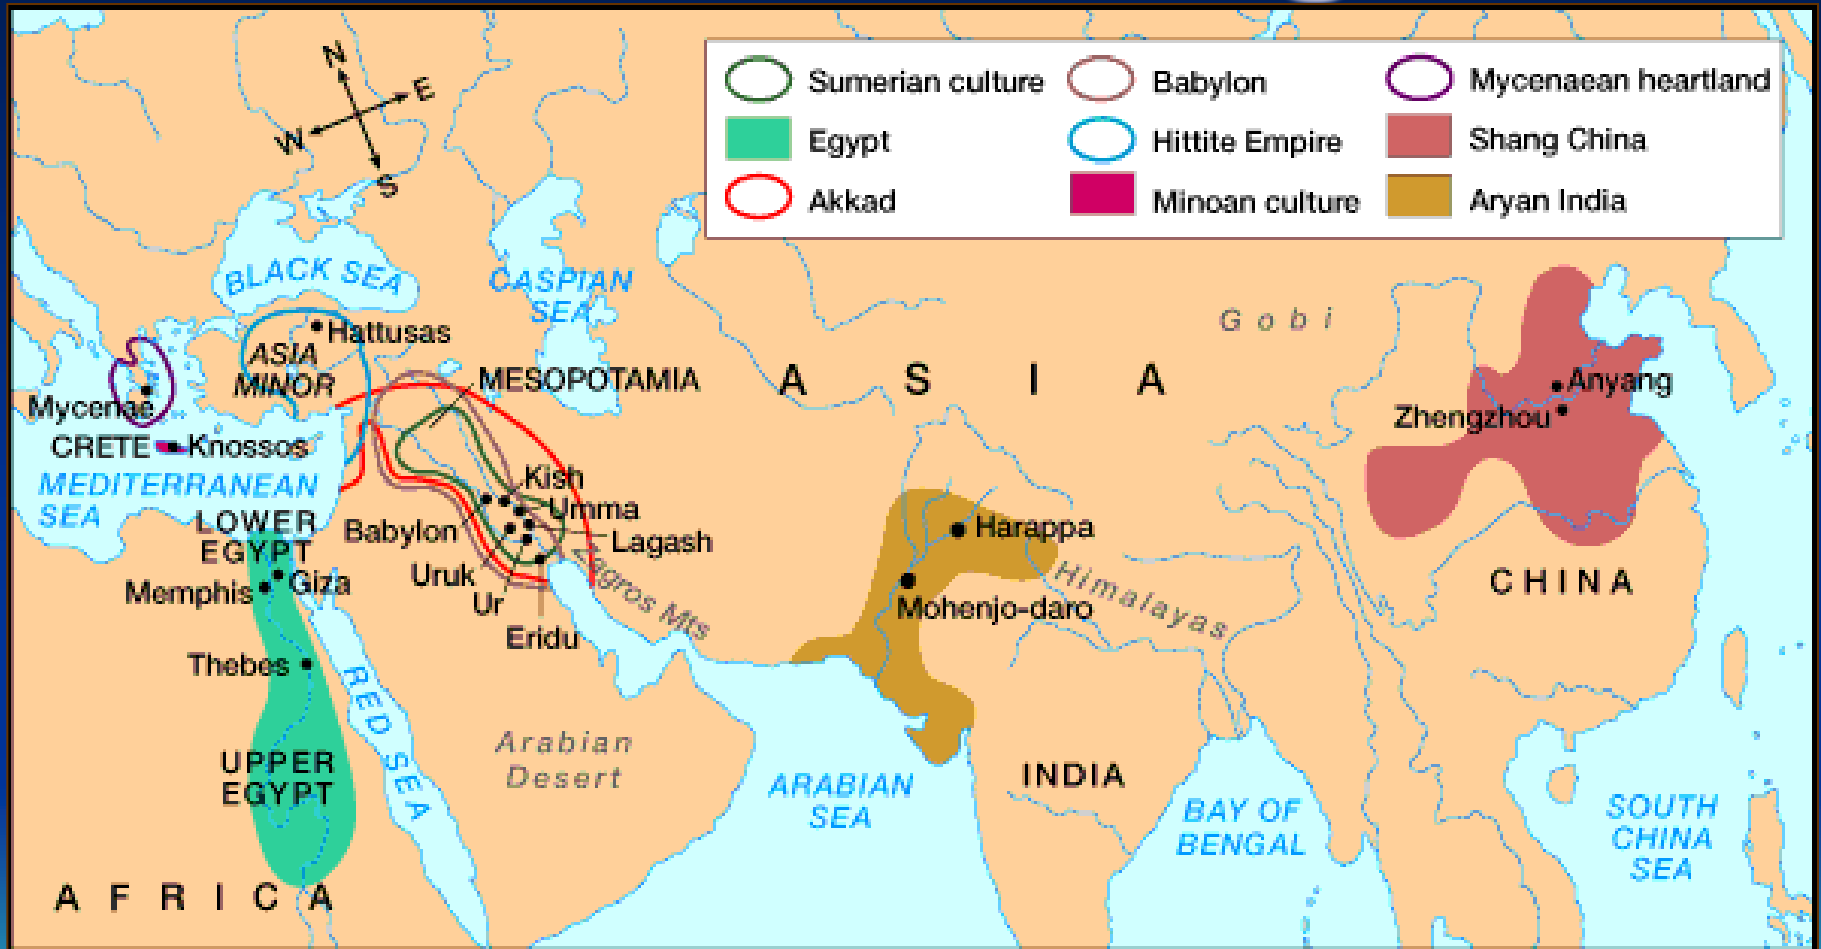 N
E
W
S
Sumerian culture
Egypt
Akkad
Babylon
Hittite Empire
Minoan culture
Mycenaean heartland
Shang China
Aryan India
BLACK SEA
CASPIAN
SEA
Gobi
Hattusas
ASIA
MINOR
MESOPOTAMIA
ASIA
Mycenae
CRETE
Knossos
MEDITERRANEAN
SEA
Anyang
Zhengzhou
Kish
Umma
Babylon
Lagash
Uruk
Ur
Eridu
Zagros Mts
LOWER
EGYPT
Giza
Memphis
Thebes
RED SEA
UPPER
EGYPT
Arabian
Desert
Harappa
Mohenjo-daro
Himalayas
CHINA
ARABIAN
SEA
INDIA
BAY OF
BENGAL
SOUTH
CHINA
SEA
AFRICA